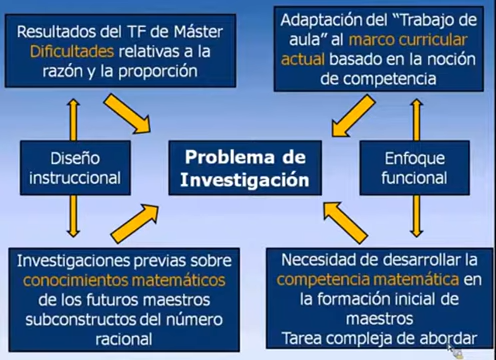 Resultados del TF de Máster
Dificultades relativas a la
razón y la proporción
Adaptación del "Trabajo de
aula" al marco curricular
actual basado en la noción
de competencia
Diseño
instruccional
Problema de
Investigación
Enfoque
funcional
Investigaciones previas sobre
conocimientos matemáticos
de los futuros maestros
subconstructos del número
racional
Necesidad de desarrollar la
competencia matemática en
la formación inicial de
maestros
Tarea compleja de abordar